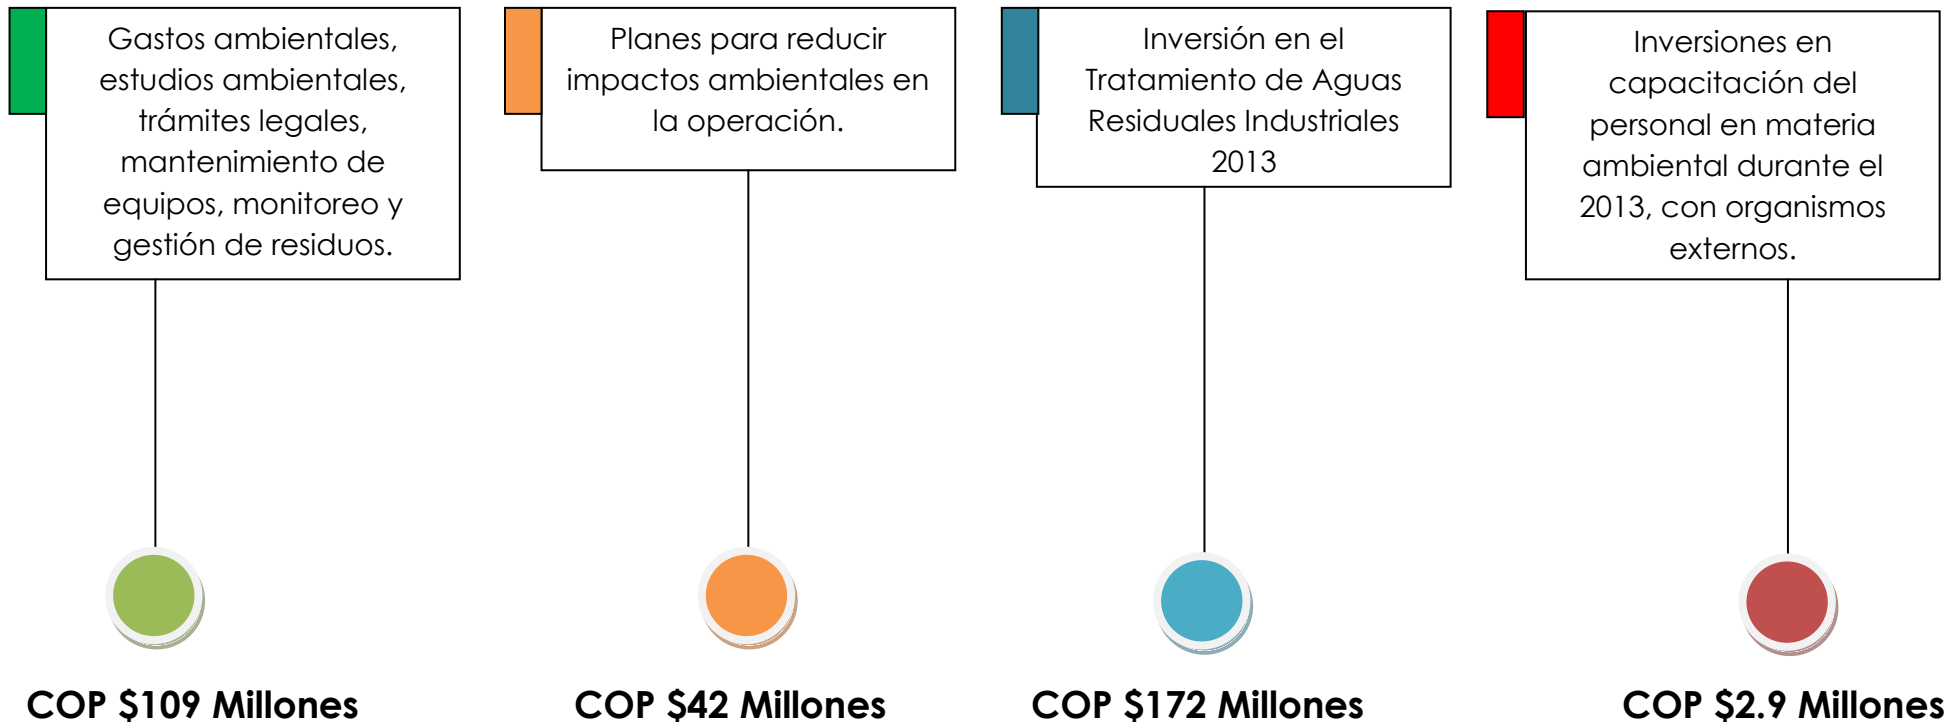 Gastos ambientales,
estudios ambientales,
trámites legales,
mantenimiento de
equipos, monitoreo y
gestión de residuos.
Planes para reducir
impactos ambientales en
la operación.
Inversión en el
Tratamiento de Aguas
Residuales Industriales
2013
Inversiones en
capacitación del
personal en materia
ambiental durante el
2013, con organismos
externos.
COP $109 Millones
COP $42 Millones
COP $172 Millones
COP $2.9 Millones